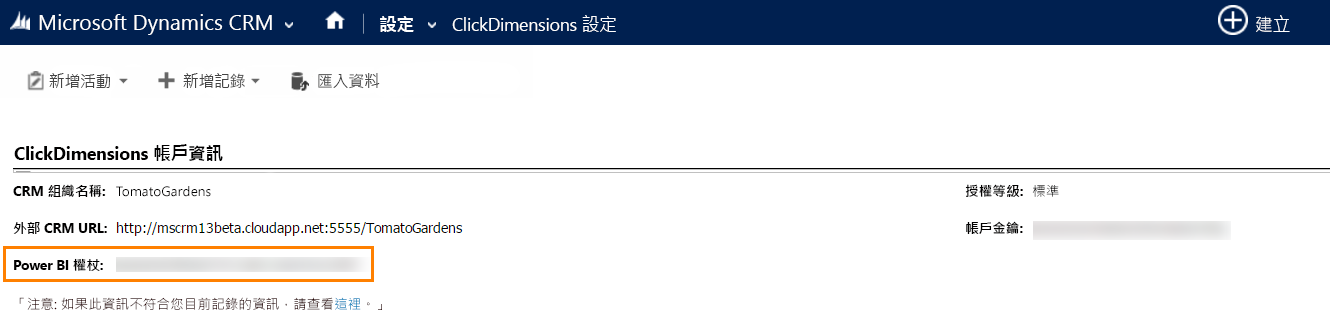 Microsoft Dynamics CRM 設定 ClickDimensions 設定 建立
新增活動 新增記錄 匯入資料
ClickDimensions 帳戶資訊
CRM 組織名稱: TomatoGardens 授權等級: 標準
外部 CRM URL: http://mscrm13beta.cloudapp.net:5555/TomatoGardens 帳戶金鑰:
Power BI 權杖:
「注意: 如果此資訊不符合您目前記錄的資訊，請查看這裡。」